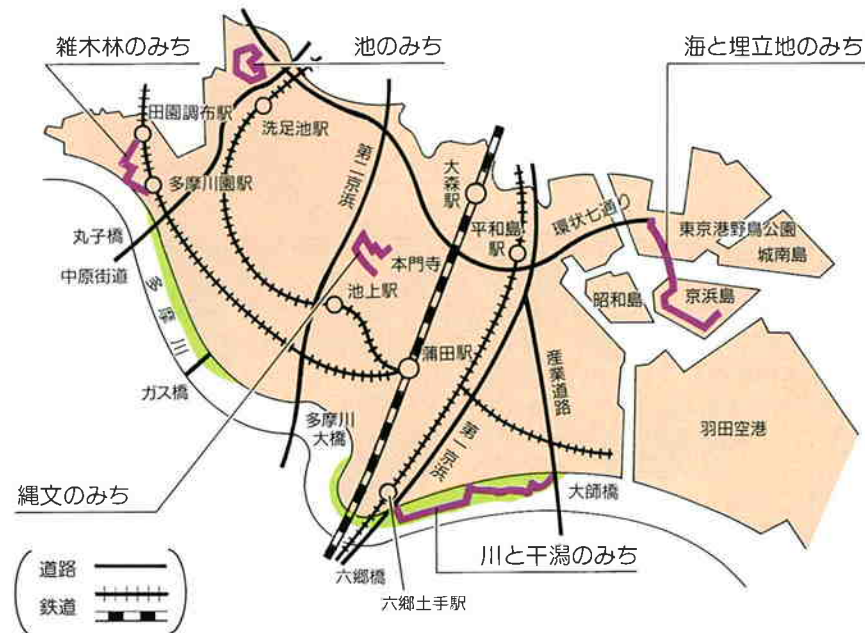 雑木林のみち
池のみち
海と埋立地のみち
田園調布駅
洗足池駅
多摩川園駅
第二京浜
大森駅
平和島駅
環状七通り
東京港野鳥公園
城南島
丸子橋
中原街道
本門寺
池上駅
昭和島
京浜島
多摩川
蒲田駅
産業道路
ガス橋
多摩川
大橋
第一京浜
羽田空港
縄文のみち
大師橋
川と干潟のみち
六郷橋
六郷土手駅
道路
鉄道